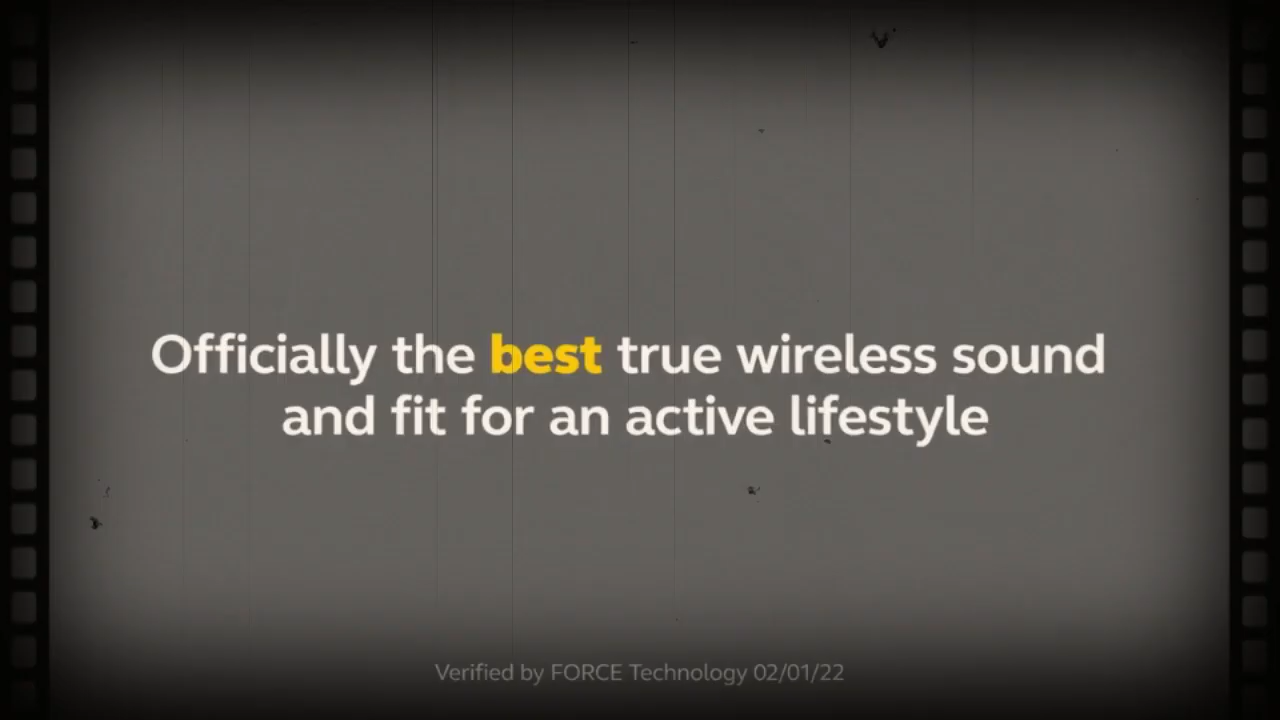 Officially the best true wireless sound
and fit for an active lifestyle
Verified by FORCE Technology 02/01/22